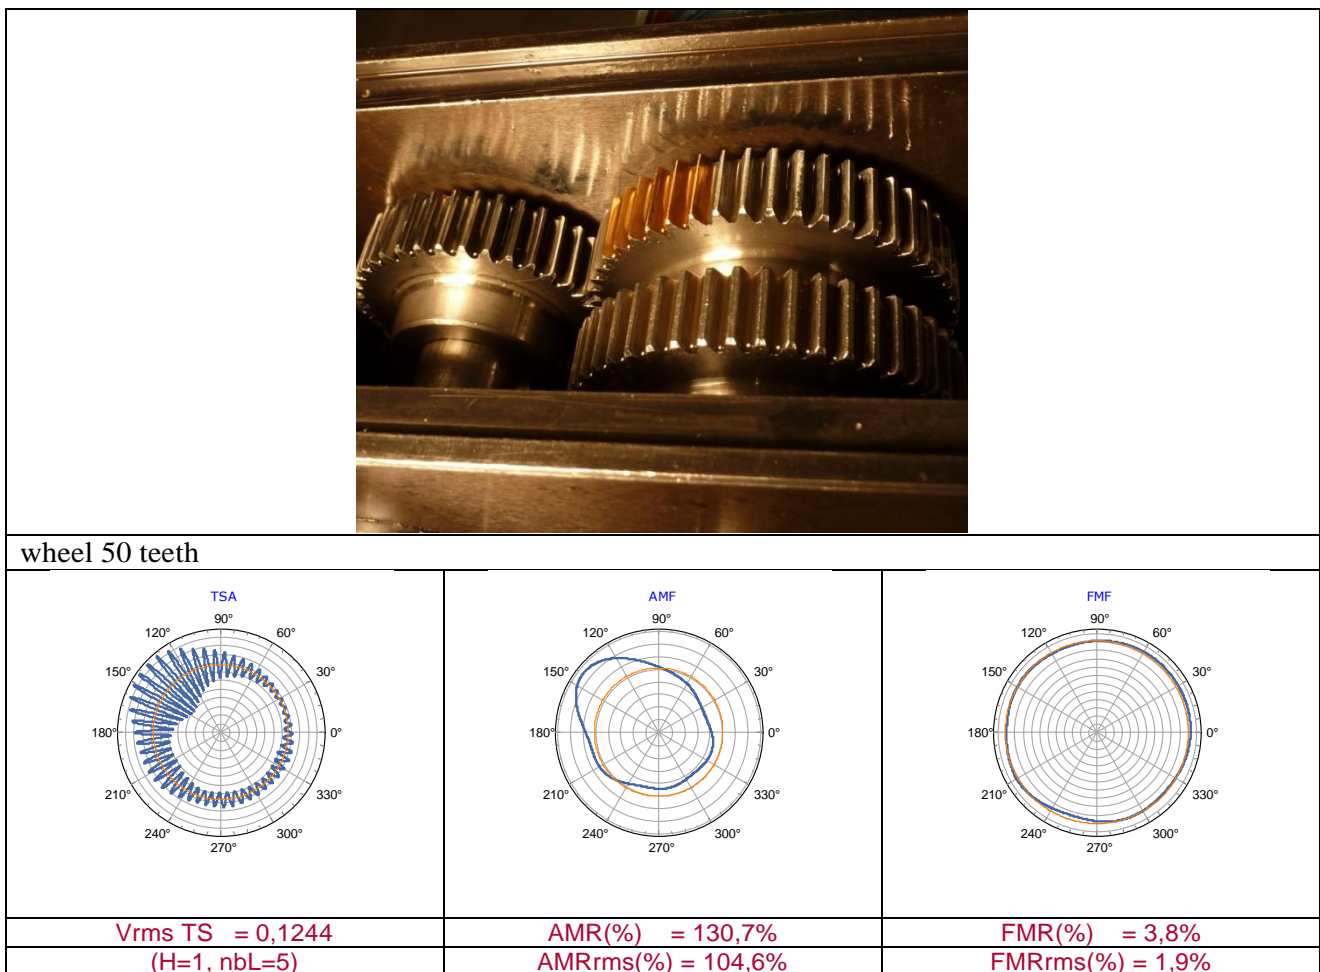 wheel 50 teeth
TSA
90°
120° 60°
150° 30°
180° 0°
210° 330°
240° 300°
270°
AMF
90°
120° 60°
150° 30°
180° 0°
210° 330°
240° 300°
270°
FMF
90°
120° 60°
150° 30°
180° 0°
210° 330°
240° 300°
270°
Vrms TS = 0,1244
AMR(%) = 130,7%
FMR(%) = 3,8%
(H=1, nbL=5)
AMRrms(%) = 104,6%
FMRrms(%) = 1,9%